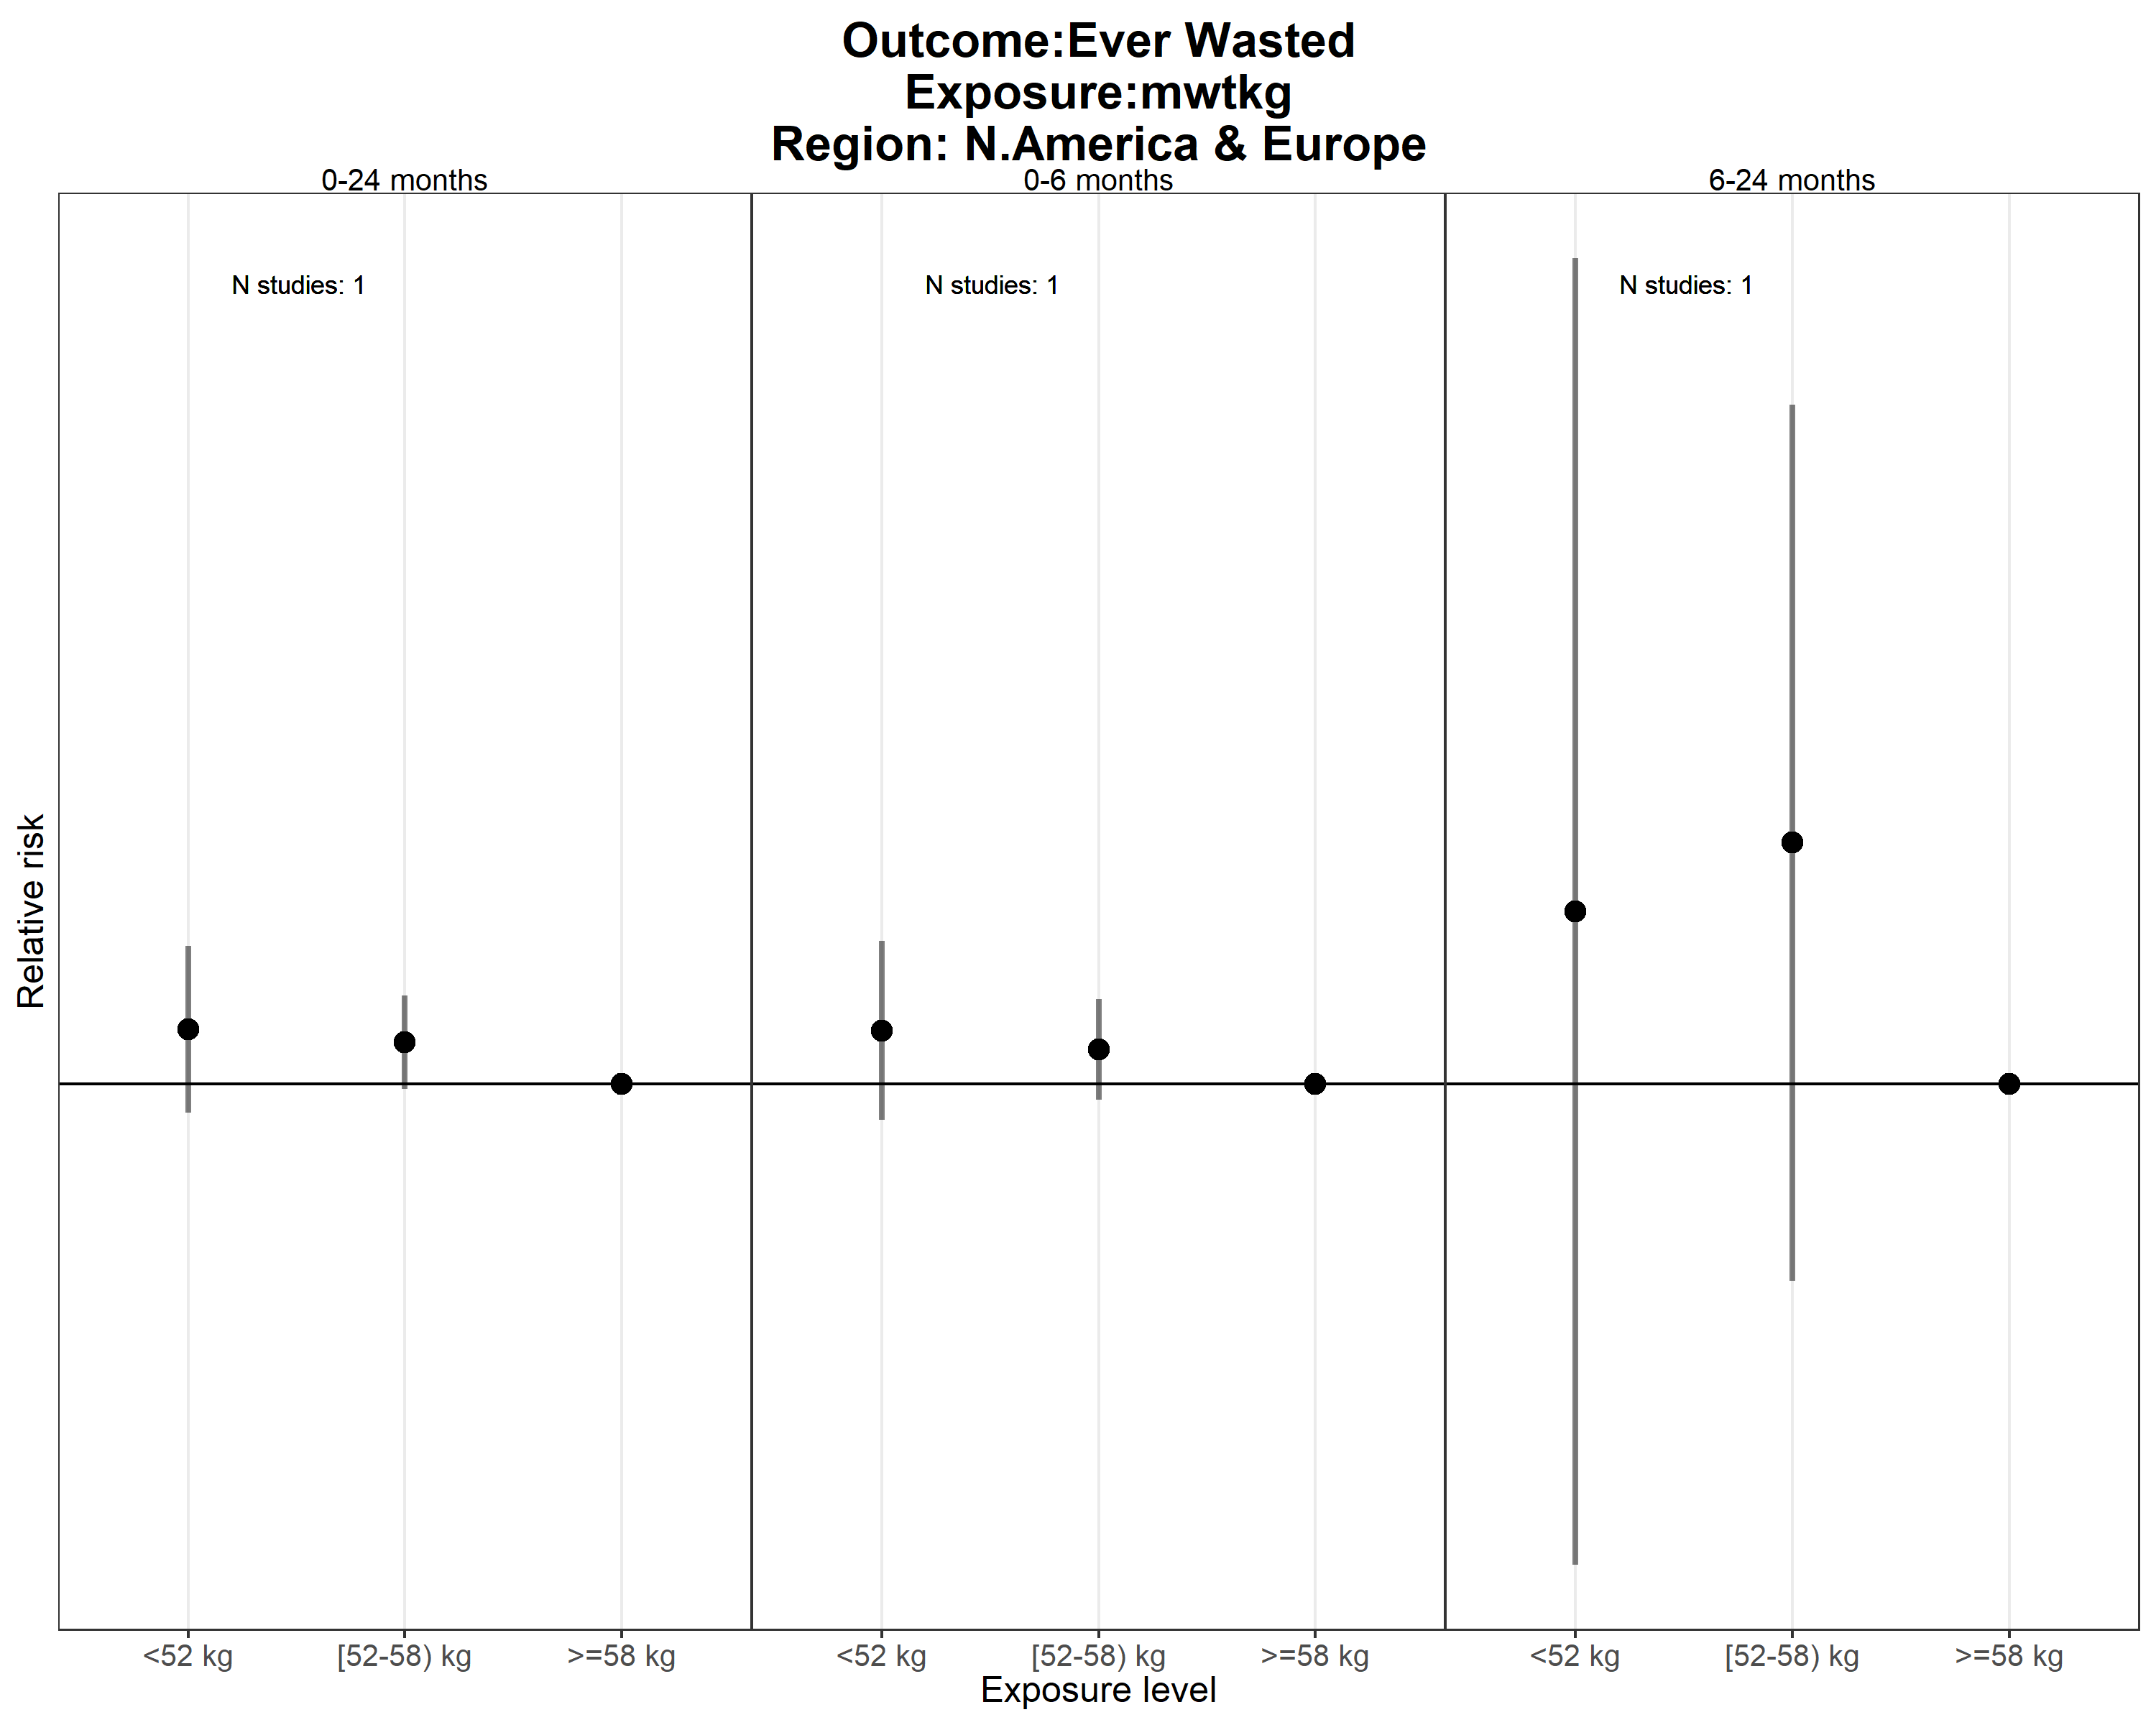 Outcome:Ever Wasted
Exposure:mwtkg
Region: N.America & Europe
0-24 months
0-6 months
6-24 months
N studies: 1
N studies: 1
N studies: 1
Relative risk
<52 kg
[52-58) kg
>=58 kg
<52 kg
[52-58) kg
>=58 kg
<52 kg
[52-58) kg
>=58 kg
Exposure level